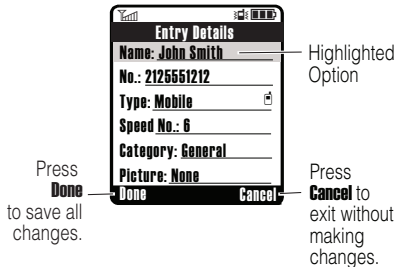 Entry Details
Name: John Smith
No.: 2125551212
Type: Mobile
Speed No.: 6
Category: General
Picture: None
Done Cancel
Highlighted
Option
Press
Done
to save all
changes.
Press
Cancel to
exit without
making
changes.